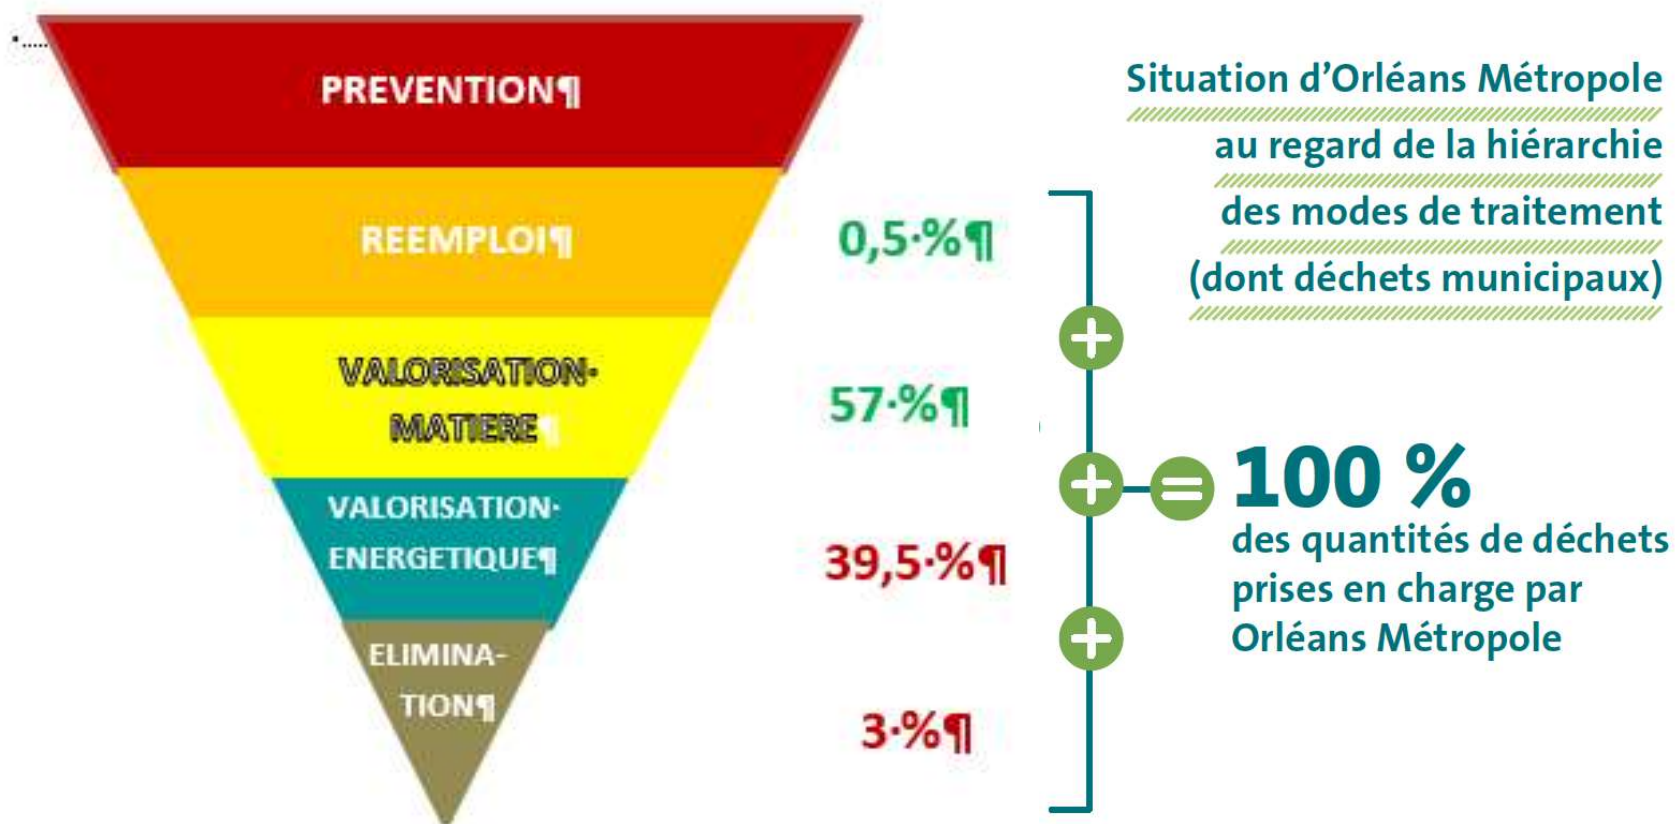 PREVENTION¶
REEMPLOI¶
VALORISATION·
MATIERE¶
VALORISATION·
ENERGETIQUE¶
ELIMINA-
TION¶
0,5·%¶
57·%¶
39,5·%¶
3·%¶
Situation d'Orléans Métropole
au regard de la hiérarchie
des modes de traitement
(dont déchets municipaux)
+
+
+
=
100 %
des quantités de déchets
prises en charge par
Orléans Métropole